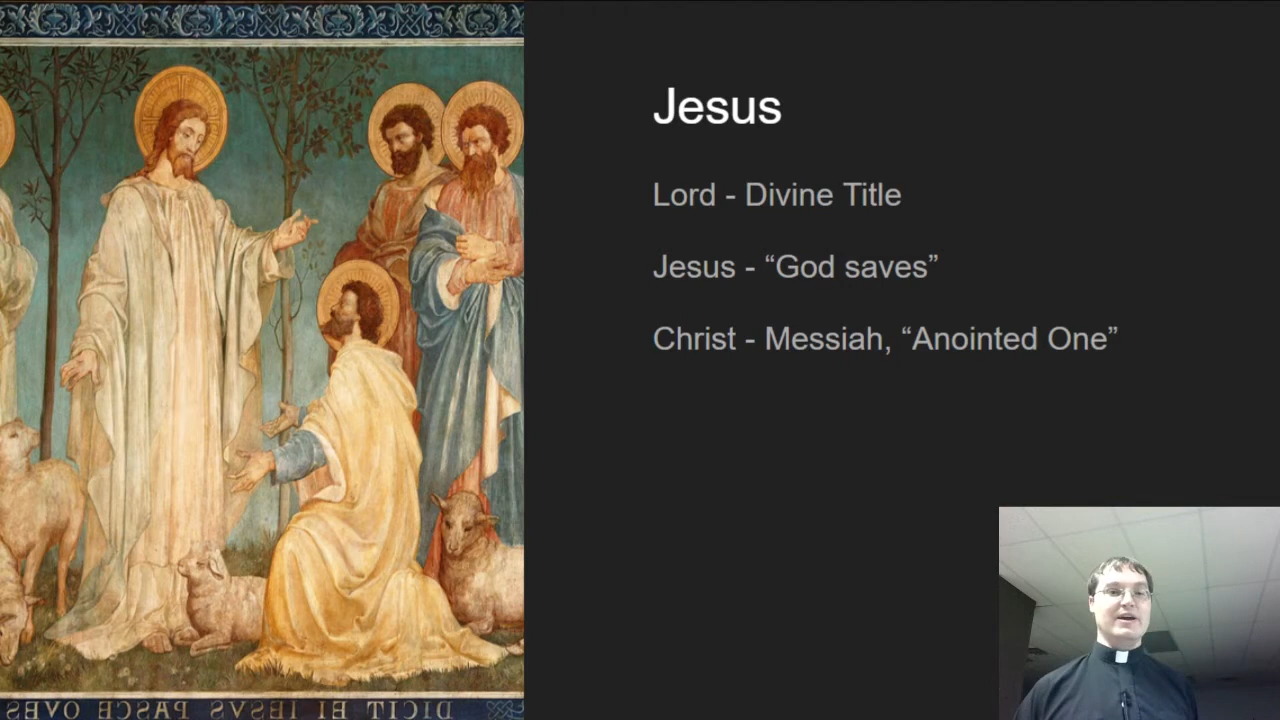 Jesus
Lord - Divine Title
Jesus - “God saves”
Christ - Messiah, “Anointed One”
DICIT EI IESVS PASCE OVES